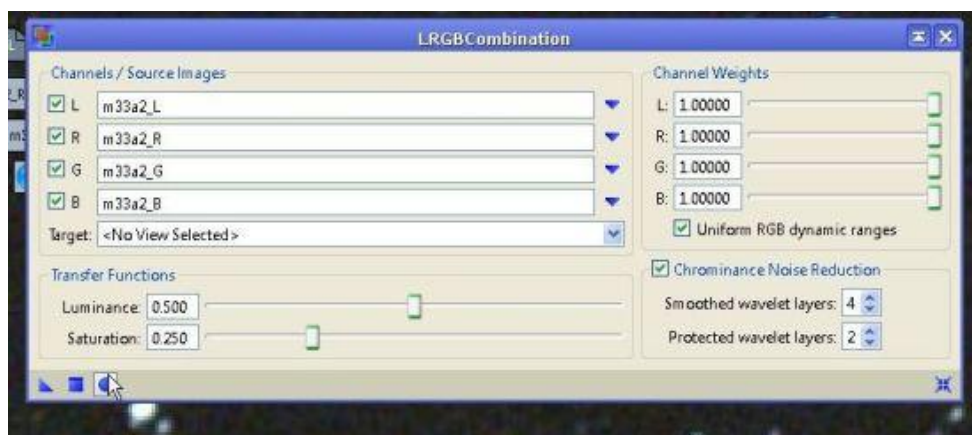 LRGBCombination
Channels / Source Images
L m33a2_L
R m33a2_R
G m33a2_G
B m33a2_B
Target: <No View Selected>
Transfer Functions
Luminance: 0.500
Saturation: 0.250
Channel Weights
L: 1.00000
R: 1.00000
G: 1.00000
B: 1.00000
Uniform RGB dynamic ranges
Chrominance Noise Reduction
Smoothed wavelet layers: 4
Protected wavelet layers: 2